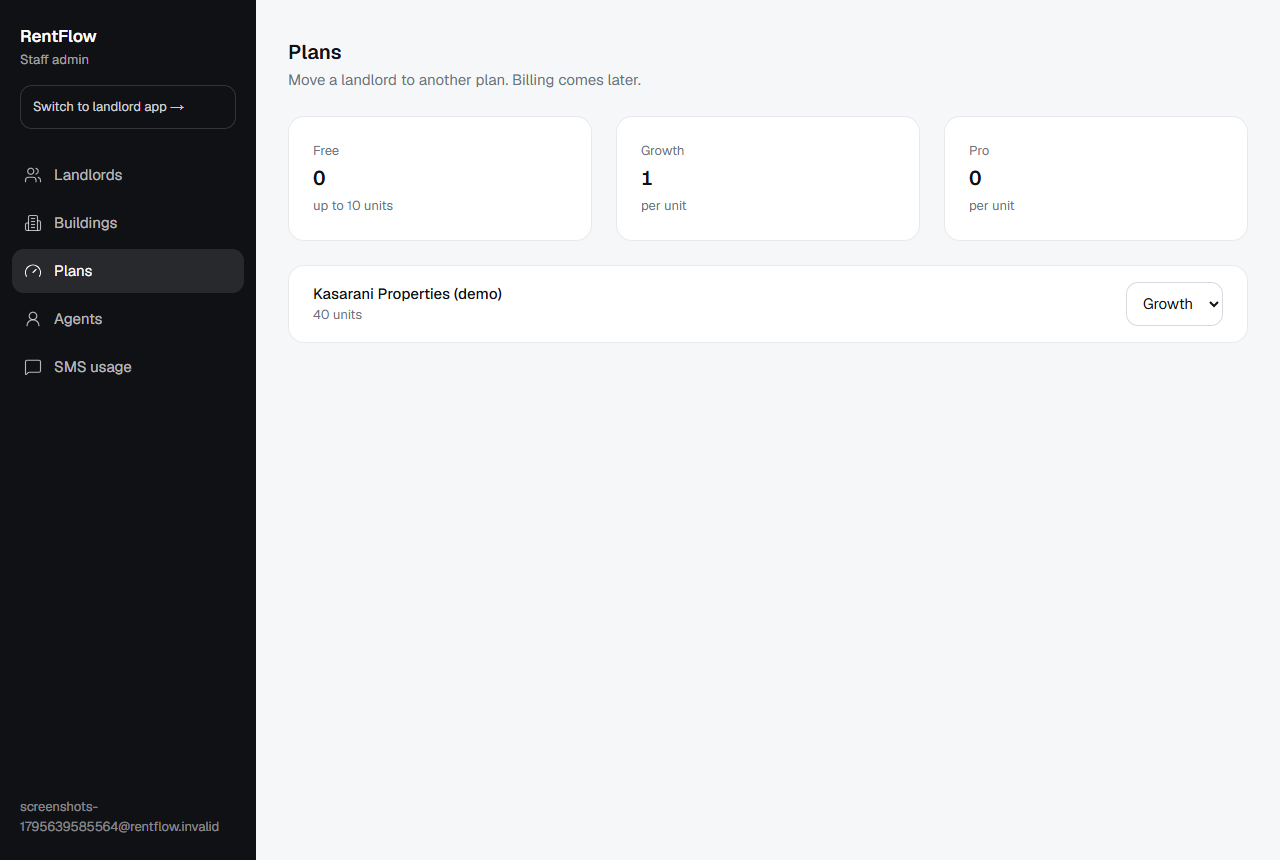 RentFlow
Staff admin
Switch to landlord app →
Landlords
Buildings
Plans
Agents
SMS usage
screenshots-
1795639585564@rentflow.invalid
Plans
Move a landlord to another plan. Billing comes later.
Free
0
up to 10 units
Growth
1
per unit
Pro
0
per unit
Kasarani Properties (demo)
40 units
Growth